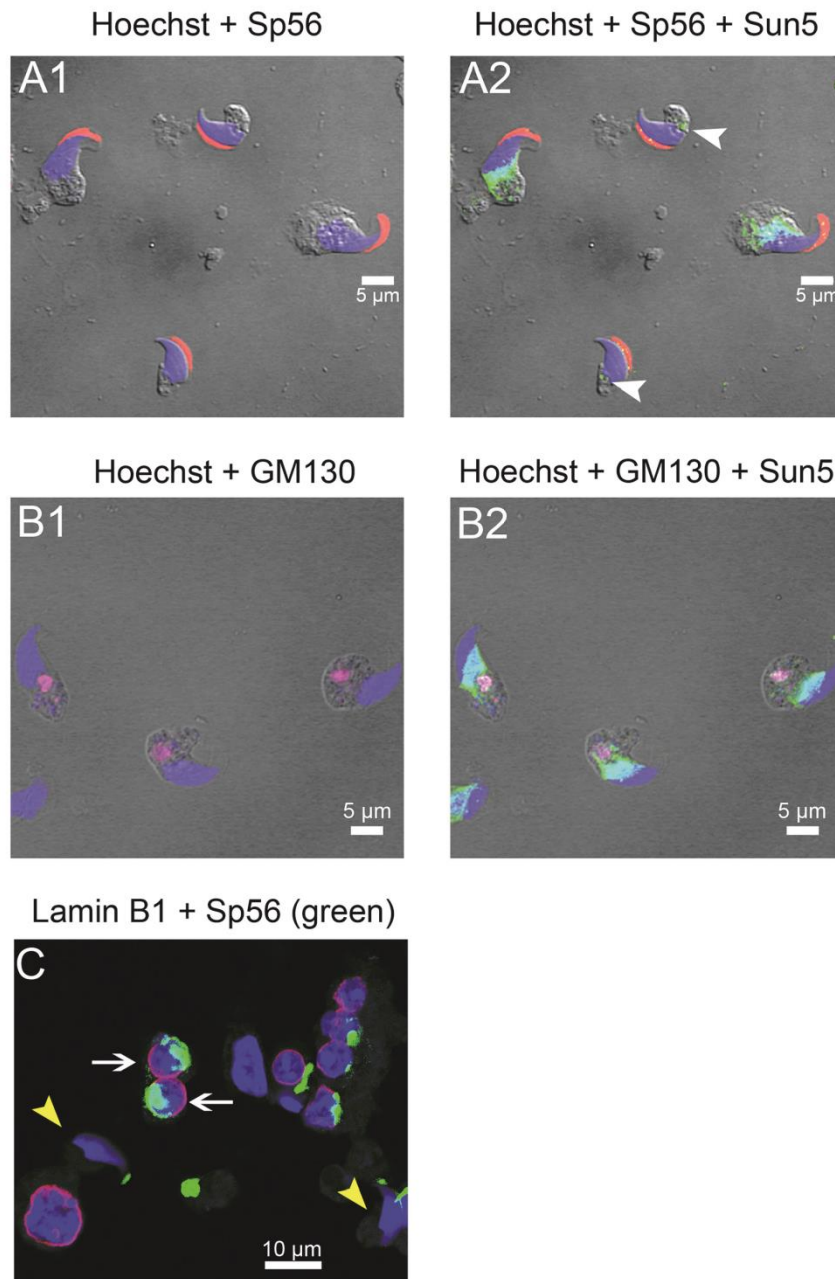 Hoechst + Sp56
Hoechst + Sp56 + Sun5
A1
A2
5 µm
5 µm
Hoechst + GM130
Hoechst + GM130 + Sun5
B1
B2
5 µm
5 µm
Lamin B1 + Sp56 (green)
C
10 µm